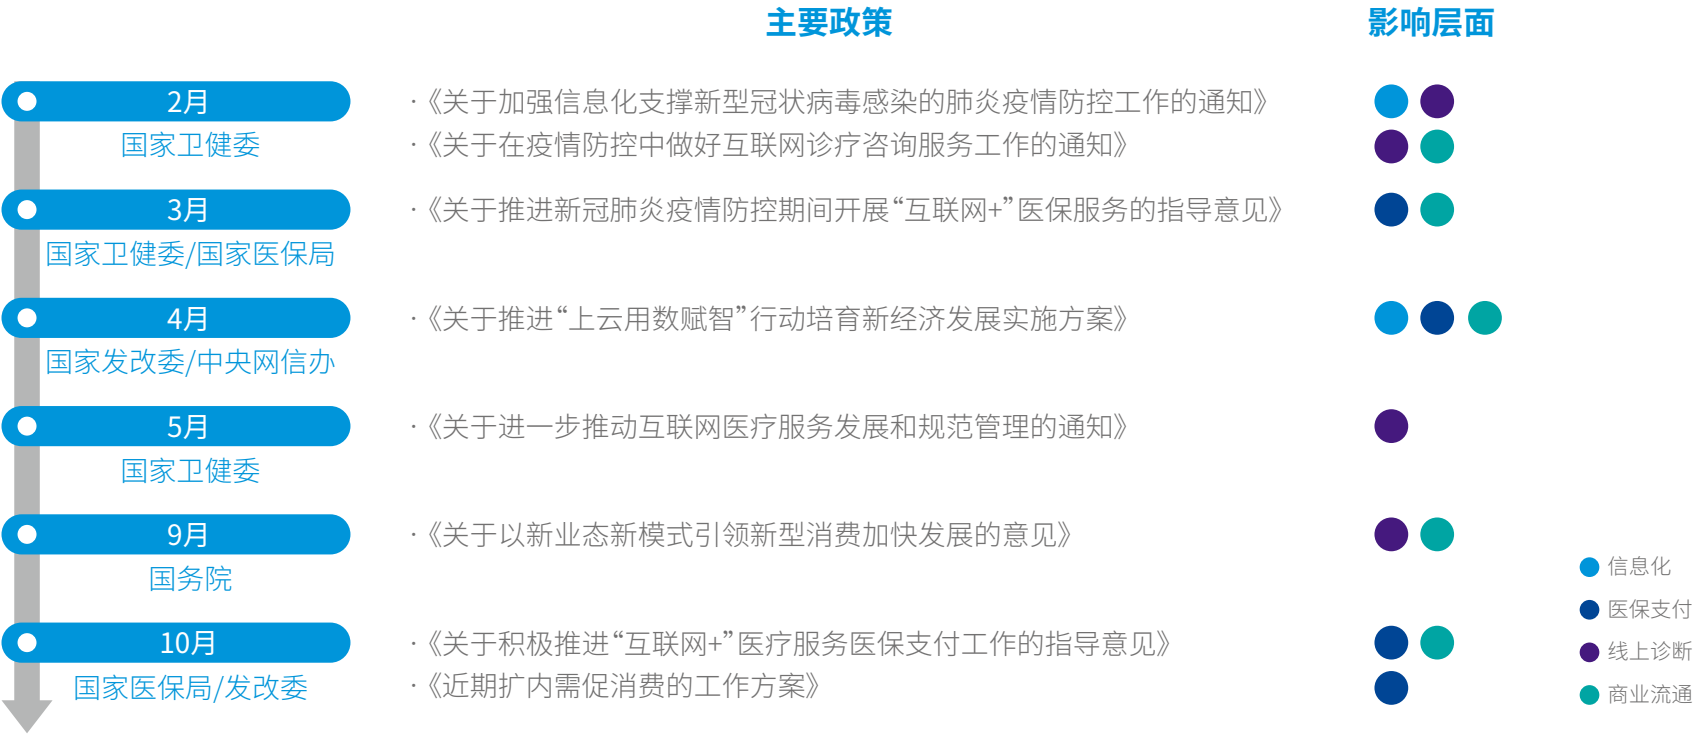 主要政策 影响层面
2月
国家卫健委
·《关于加强信息化支撑新型冠状病毒感染的肺炎疫情防控工作的通知》
·《关于在疫情防控中做好互联网诊疗咨询服务工作的通知》
3月
国家卫健委/国家医保局
·《关于推进新冠肺炎疫情防控期间开展“互联网+”医保服务的指导意见》
4月
国家发改委/中央网信办
·《关于推进“上云用数赋智”行动培育新经济发展实施方案》
5月
国家卫健委
·《关于进一步推动互联网医疗服务发展和规范管理的通知》
9月
国务院
·《关于以新业态新模式引领新型消费加快发展的意见》
10月
国家医保局/发改委
·《关于积极推进“互联网+”医疗服务医保支付工作的指导意见》
·《近期扩内需促消费的工作方案》
信息化
医保支付
线上诊断
商业流通